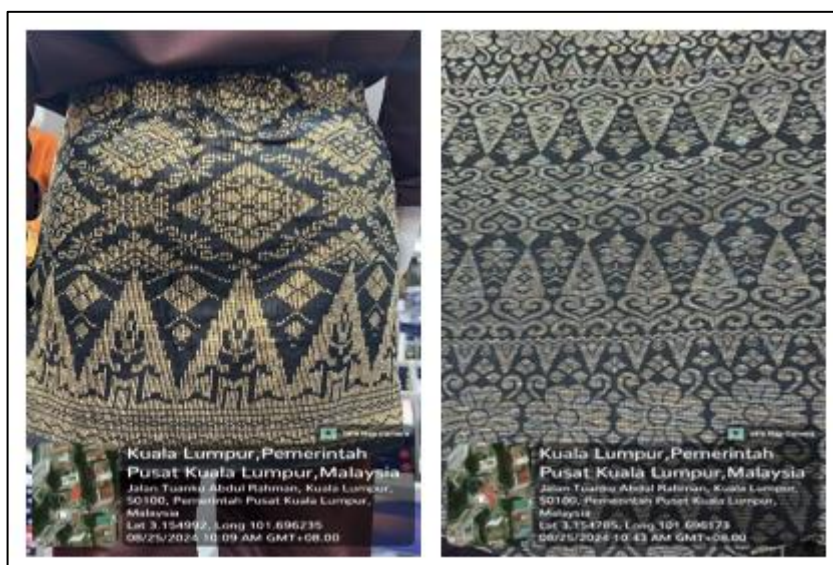 Kuala Lumpur,Pemerintah
Pusat Kuala Lumpur,Malaysia
Jalan Tuanku Abdul Rahman, Kuala Lumpur,
50100, Pemerintah Pusat Kuala Lumpur,
Malaysia
Lat 3.154992, Long 101.696235
08/25/2024 10:09 AM GMT+08.00
Kuala Lumpur,Pemerintah
Pusat Kuala Lumpur,Malaysia
Jalan Tuanku Abdul Rahman, Kuala Lumpur,
50100, Pemerintah Pusat Kuala Lumpur,
Malaysia
Lat 3.154785, Long 101.696173
08/25/2024 10:43 AM GMT+08.00